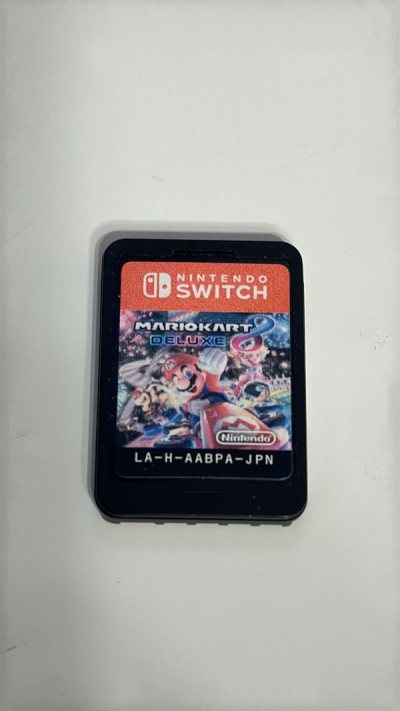 NINTENDO
SWITCH
MARIOKART 8
DELUXE
Nintendo
LA-H-AABPA-JPN